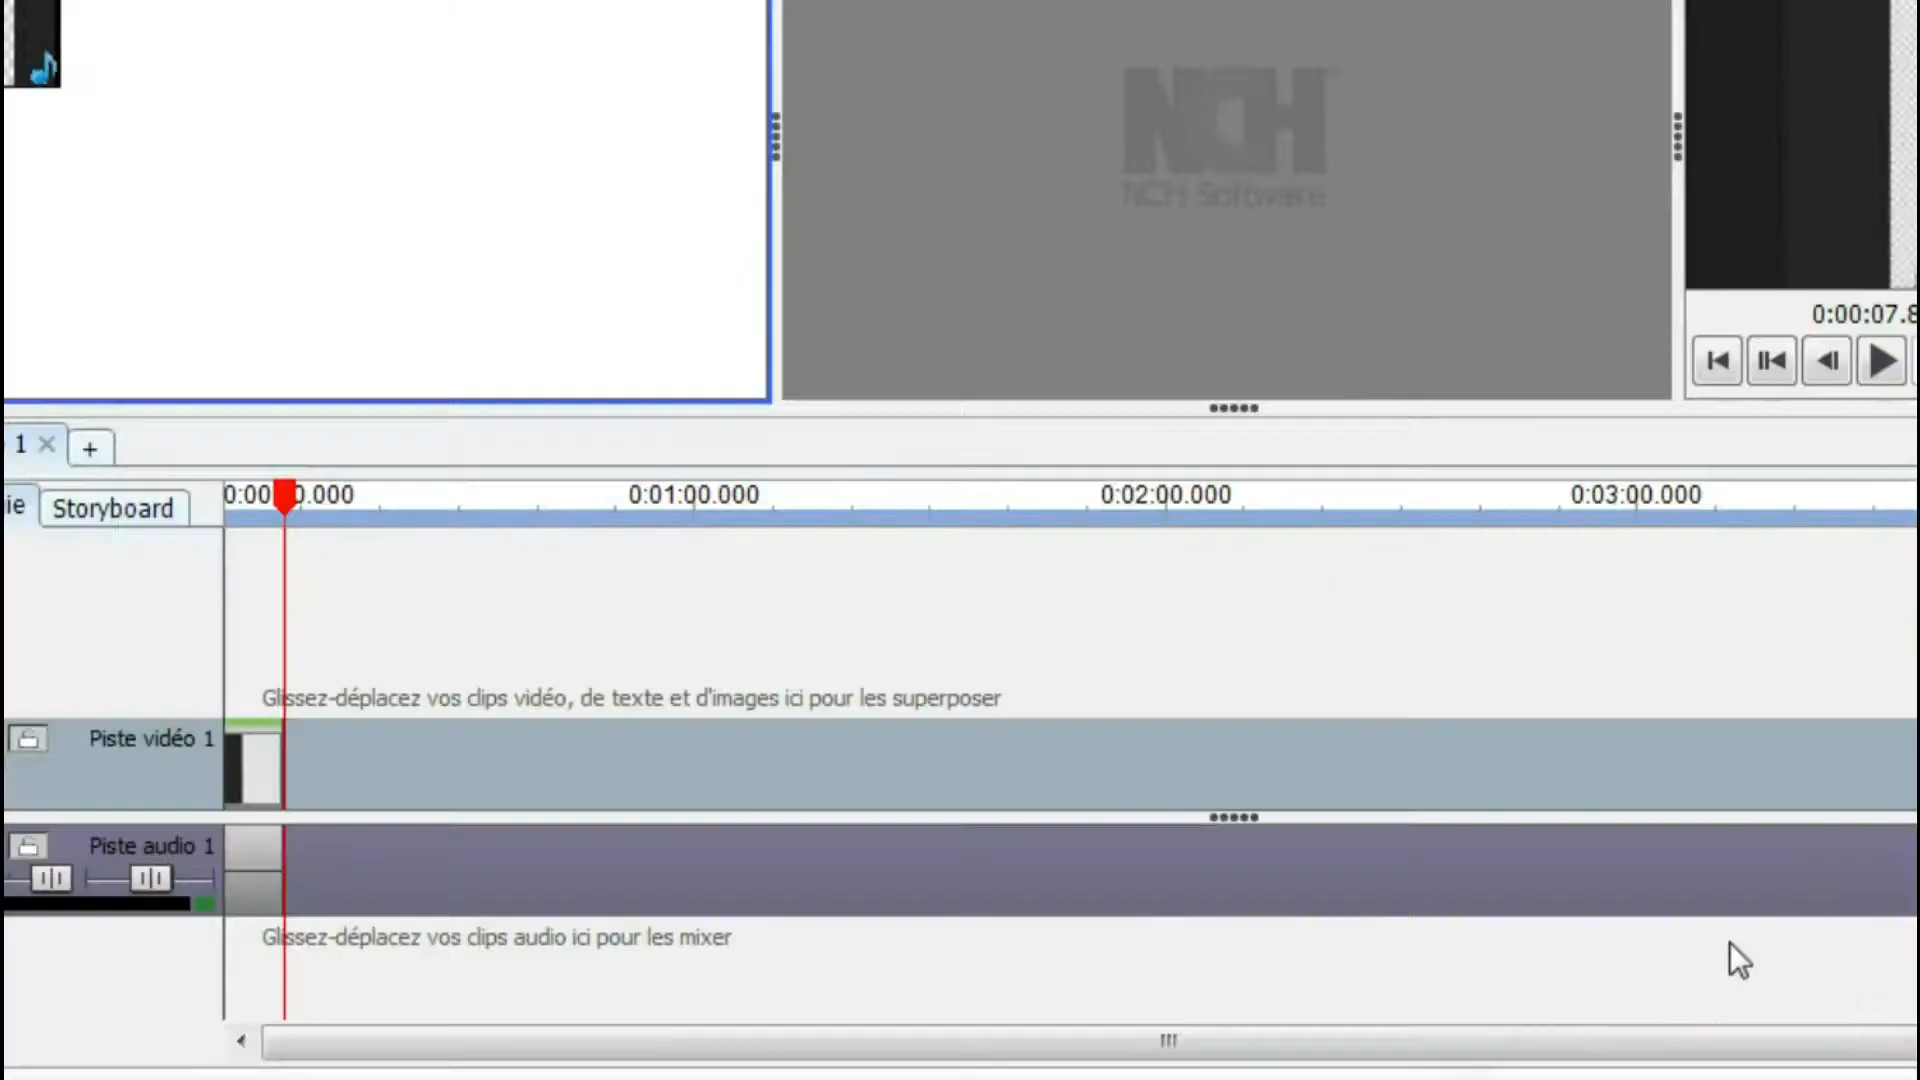 NCH
NCH Software
0:00:07.8
1
+
ie
Storyboard
0:00
0.000
0:01:00.000
0:02:00.000
0:03:00.000
Glissez-déplacez vos clips vidéo, de texte et d'images ici pour les superposer
Piste vidéo 1
Piste audio 1
Glissez-déplacez vos clips audio ici pour les mixer